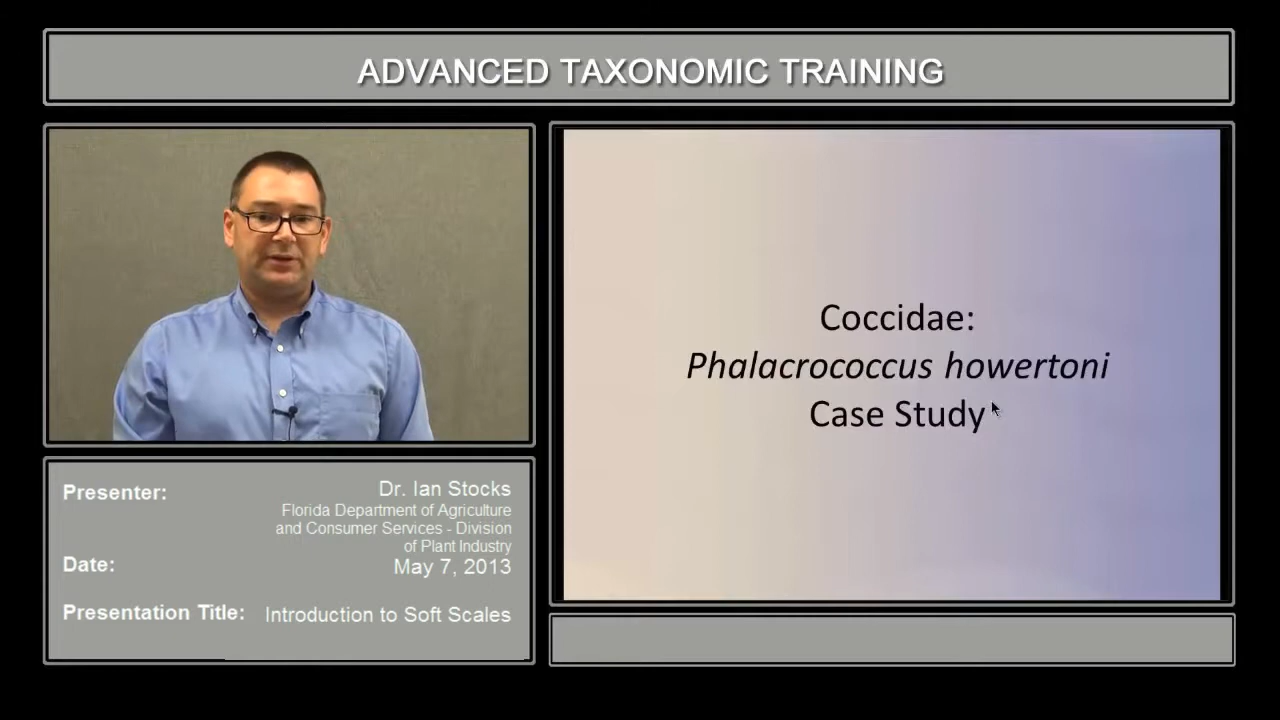 ADVANCED TAXONOMIC TRAINING
Coccidae:
Phalacrococcus howertoni
Case Study
Presenter: Dr. Ian Stocks
Florida Department of Agriculture
and Consumer Services - Division
of Plant Industry
Date: May 7, 2013
Presentation Title: Introduction to Soft Scales